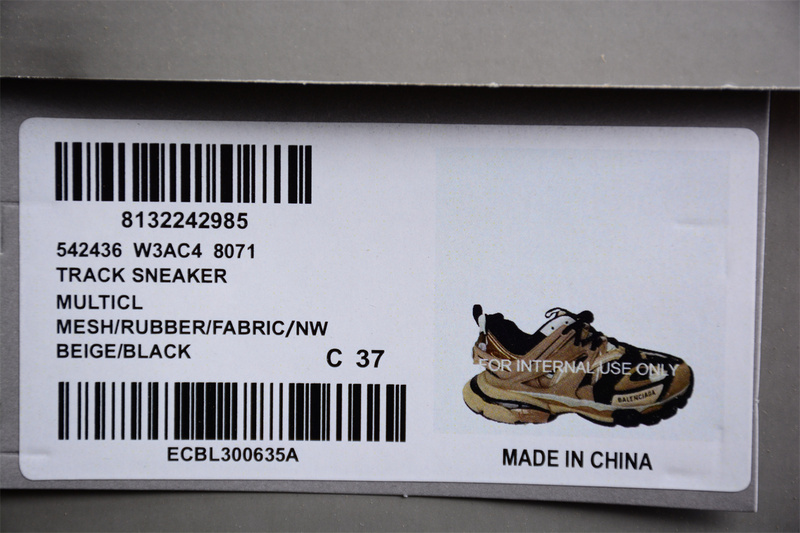 8132242985
542436 W3AC4 8071
TRACK SNEAKER
MULTICL
MESH/RUBBER/FABRIC/NW
BEIGE/BLACK
C 37
ECBL300635A
FOR INTERNAL USE ONLY
BALENCIAGA
MADE IN CHINA